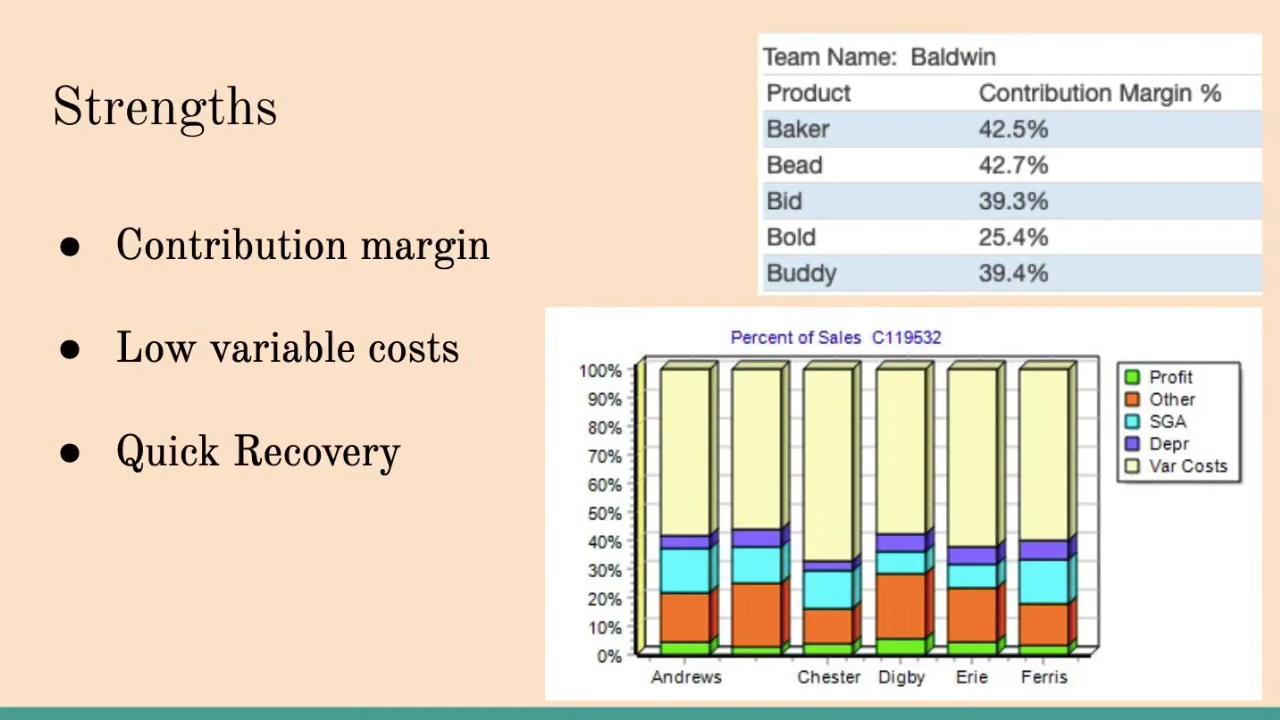 Strengths
● Contribution margin
● Low variable costs
● Quick Recovery
Team Name: Baldwin
Product Contribution Margin %
Baker 42.5%
Bead 42.7%
Bid 39.3%
Bold 25.4%
Buddy 39.4%
Percent of Sales C119532
100%
90%
80%
70%
60%
50%
40%
30%
20%
10%
0%
Andrews Chester Digby Erie Ferris
Profit
Other
SGA
Depr
Var Costs